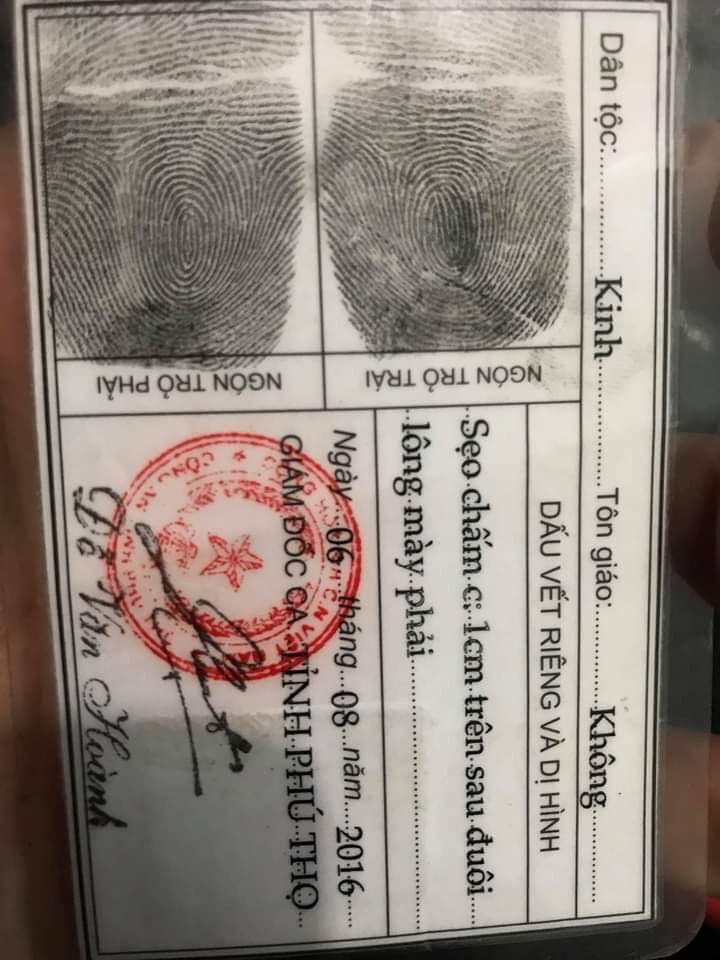 Dân tộc:............Kinh............Tôn giáo:..........Không............
NGÓN TRỎ TRÁI
NGÓN TRỎ PHẢI
DẤU VẾT RIÊNG VÀ DỊ HÌNH
Sẹo chấm c: 1cm trên sau đuôi
lông mày phải
Ngày...06...tháng...08...năm....2016....
GIÁM ĐỐC CA. TỈNH PHÚ THỌ
Đỗ Văn Hoành